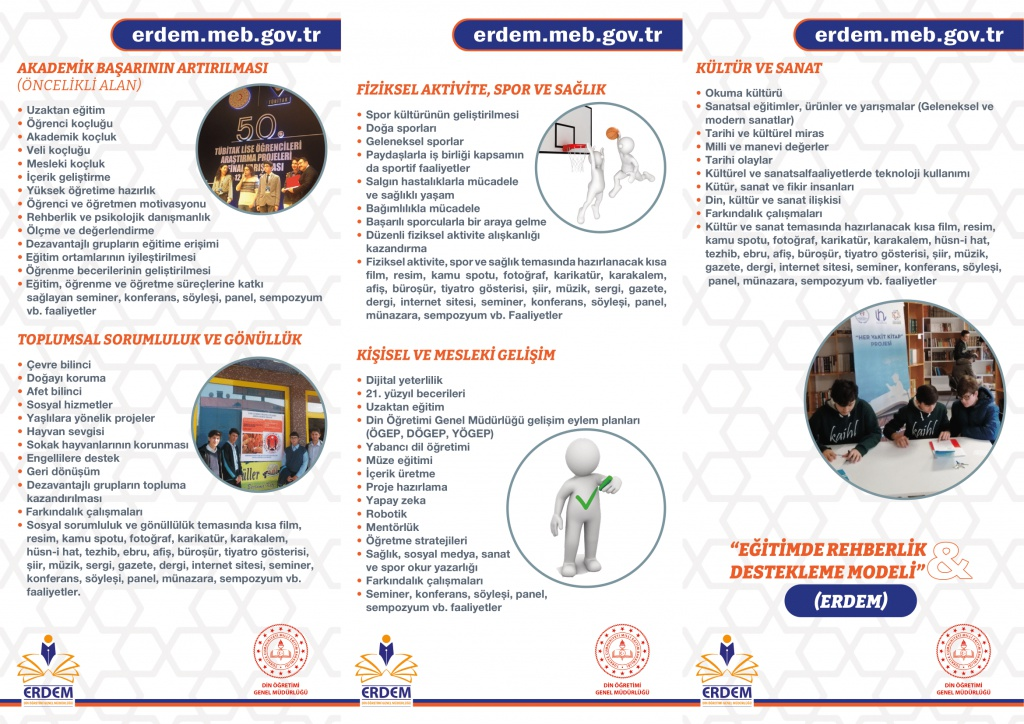 erdem.meb.gov.tr
AKADEMİK BAŞARININ ARTIRILMASI
(ÖNCELİKLİ ALAN)
• Uzaktan eğitim
• Öğrenci koçluğu
• Akademik koçluk
• Veli koçluğu
• Mesleki koçluk
• İçerik geliştirme
• Yüksek öğretime hazırlık
• Öğrenci ve öğretmen motivasyonu
• Rehberlik ve psikolojik danışmanlık
• Ölçme ve değerlendirme
• Dezavantajlı grupların eğitime erişimi
• Eğitim ortamlarının iyileştirilmesi
• Öğrenme becerilerinin geliştirilmesi
• Eğitim, öğrenme ve öğretme süreçlerine katkı
sağlayan seminer, konferans, söyleşi, panel, sempozyum
vb. faaliyetler
50.
TÜBİTAK LİSE ÖĞRENCİLERİ
ARAŞTIRMA PROJELERİ
TOPLUMSAL SORUMLULUK VE GÖNÜLLÜK
• Çevre bilinci
• Doğayı koruma
• Afet bilinci
• Sosyal hizmetler
• Yaşlılara yönelik projeler
• Hayvan sevgisi
• Sokak hayvanlarının korunması
• Engellilere destek
• Geri dönüşüm
• Dezavantajlı grupların topluma
kazandırılması
• Farkındalık çalışmaları
• Sosyal sorumluluk ve gönüllülük temasında kısa film,
resim, kamu spotu, fotoğraf, karikatür, karakalem,
hüsn-i hat, tezhib, ebru, afiş, büroşür, tiyatro gösterisi,
şiir, müzik, sergi, gazete, dergi, internet sitesi, seminer,
konferans, söyleşi, panel, münazara, sempozyum vb.
faaliyetler.
ERDEM
DİN ÖĞRETİMİ GENEL MÜDÜRLÜĞÜ
DİN ÖĞRETİMİ
GENEL MÜDÜRLÜĞÜ
erdem.meb.gov.tr
FİZİKSEL AKTİVİTE, SPOR VE SAĞLIK
• Spor kültürünün geliştirilmesi
• Doğa sporları
• Geleneksel sporlar
• Paydaşlarla iş birliği kapsamın
da sportif faaliyetler
• Salgın hastalıklarla mücadele
ve sağlıklı yaşam
• Bağımlılıkla mücadele
• Başarılı sporcularla bir araya gelme
• Düzenli fiziksel aktivite alışkanlığı
kazandırma
• Fiziksel aktivite, spor ve sağlık temasında hazırlanacak kısa
film, resim, kamu spotu, fotoğraf, karikatür, karakalem,
afiş, büroşür, tiyatro gösterisi, şiir, müzik, sergi, gazete,
dergi, internet sitesi, seminer, konferans, söyleşi, panel,
münazara, sempozyum vb. Faaliyetler
KİŞİSEL VE MESLEKİ GELİŞİM
• Dijital yeterlilik
• 21. yüzyıl becerileri
• Uzaktan eğitim
• Din Öğretimi Genel Müdürlüğü gelişim eylem planları
(ÖGEP, DÖGEP, YÖGEP)
• Yabancı dil öğretimi
• Müze eğitimi
• İçerik üretme
• Proje hazırlama
• Yapay zeka
• Robotik
• Mentörlük
• Öğretme stratejileri
• Sağlık, sosyal medya, sanat
ve spor okur yazarlığı
• Farkındalık çalışmaları
• Seminer, konferans, söyleşi, panel,
sempozyum vb. faaliyetler
ERDEM
DİN ÖĞRETİMİ GENEL MÜDÜRLÜĞÜ
DİN ÖĞRETİMİ
GENEL MÜDÜRLÜĞÜ
erdem.meb.gov.tr
KÜLTÜR VE SANAT
• Okuma kültürü
• Sanatsal eğitimler, ürünler ve yarışmalar (Geleneksel ve
modern sanatlar)
• Tarihi ve kültürel miras
• Milli ve manevi değerler
• Tarihi olaylar
• Kültürel ve sanatsalfaaliyetlerde teknoloji kullanımı
• Kütür, sanat ve fikir insanları
• Din, kültür ve sanat ilişkisi
• Farkındalık çalışmaları
• Kültür ve sanat temasında hazırlanacak kısa film, resim,
kamu spotu, fotoğraf, karikatür, karakalem, hüsn-i hat,
tezhib, ebru, afiş, büroşür, tiyatro gösterisi, şiir, müzik,
gazete, dergi, internet sitesi, seminer, konferans, söyleşi,
panel, münazara, sempozyum vb. faaliyetler
"HER VAKİT KİTAP"
PROJESİ
kaihl
kaihl
"EĞİTİMDE REHBERLİK &
DESTEKLEME MODELİ"
(ERDEM)
ERDEM
DİN ÖĞRETİMİ GENEL MÜDÜRLÜĞÜ
DİN ÖĞRETİMİ
GENEL MÜDÜRLÜĞÜ